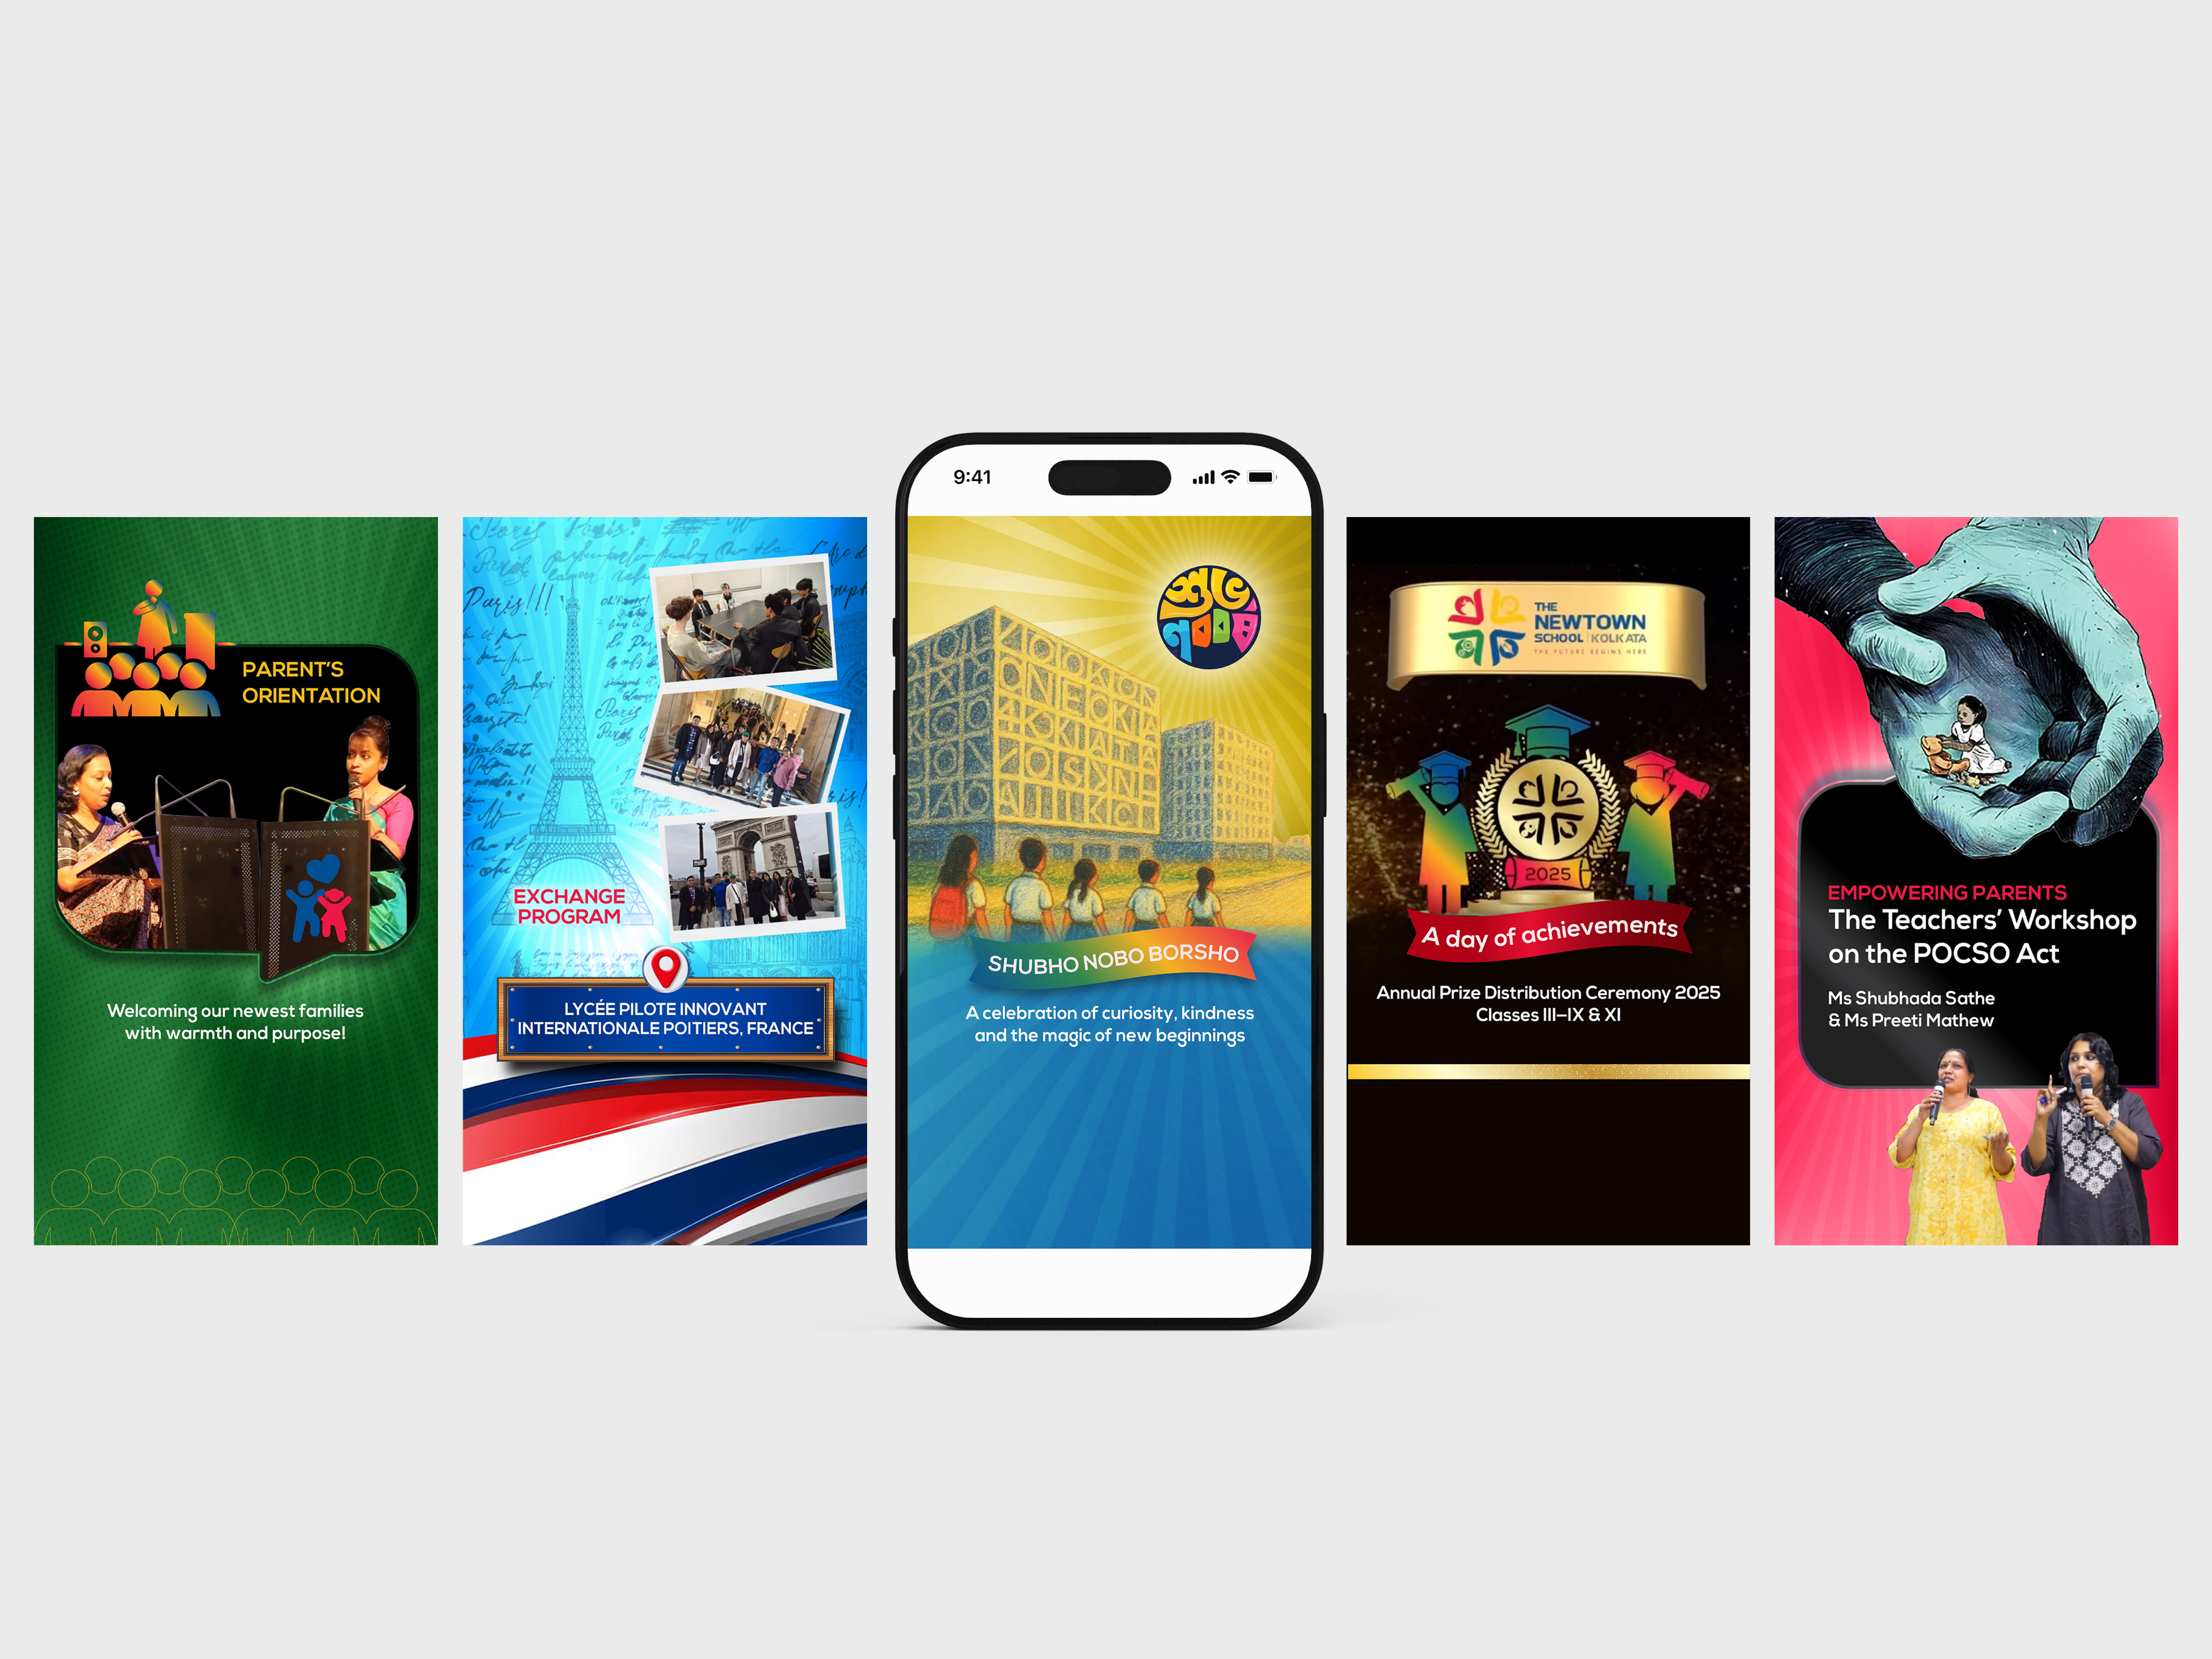 PARENT'S
ORIENTATION
Welcoming our newest families
with warmth and purpose!
Paris!!!
EXCHANGE
PROGRAM
LYCÉE PILOTE INNOVANT
INTERNATIONALE POITIERS, FRANCE
9:41
শুভ
নববর্ষ
SHUBHO NOBO BORSHO
A celebration of curiosity, kindness
and the magic of new beginnings
THE
NEWTOWN
SCHOOL | KOLKATA
THE FUTURE BEGINS HERE
2025
A day of achievements
Annual Prize Distribution Ceremony 2025
Classes III–IX & XI
EMPOWERING PARENTS
The Teachers' Workshop
on the POCSO Act
Ms Shubhada Sathe
& Ms Preeti Mathew